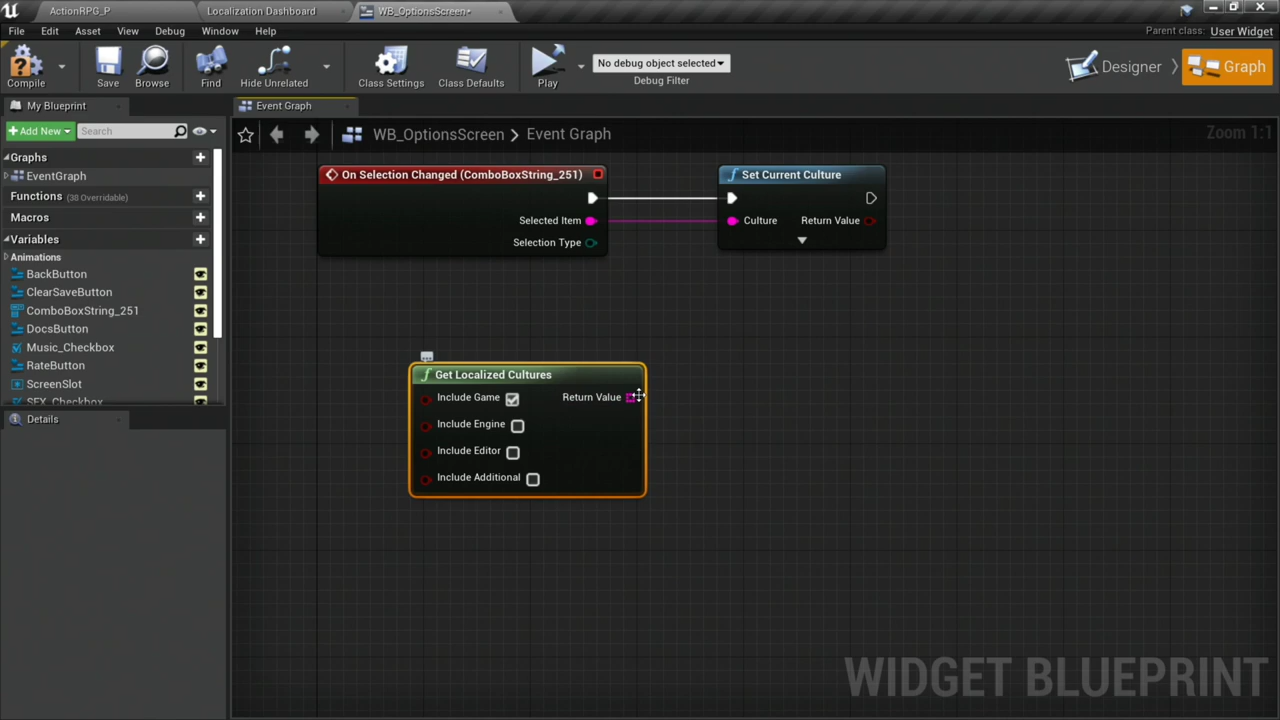 ActionRPG_P
Localization Dashboard
WB_OptionsScreen*
File Edit Asset View Debug Window Help
Parent class: User Widget
Compile
Save
Browse
Find
Hide Unrelated
Class Settings
Class Defaults
Play
No debug object selected
Debug Filter
Designer
Graph
My Blueprint
Add New
Search
Graphs
EventGraph
Functions (38 Overridable)
Macros
Variables
Animations
BackButton
ClearSaveButton
ComboBoxString_251
DocsButton
Music_Checkbox
RateButton
ScreenSlot
SFX_Checkbox
Details
Event Graph
WB_OptionsScreen > Event Graph
Zoom 1:1
On Selection Changed (ComboBoxString_251)
Selected Item
Selection Type
Set Current Culture
Culture Return Value
Get Localized Cultures
Include Game Return Value
Include Engine
Include Editor
Include Additional
WIDGET BLUEPRINT